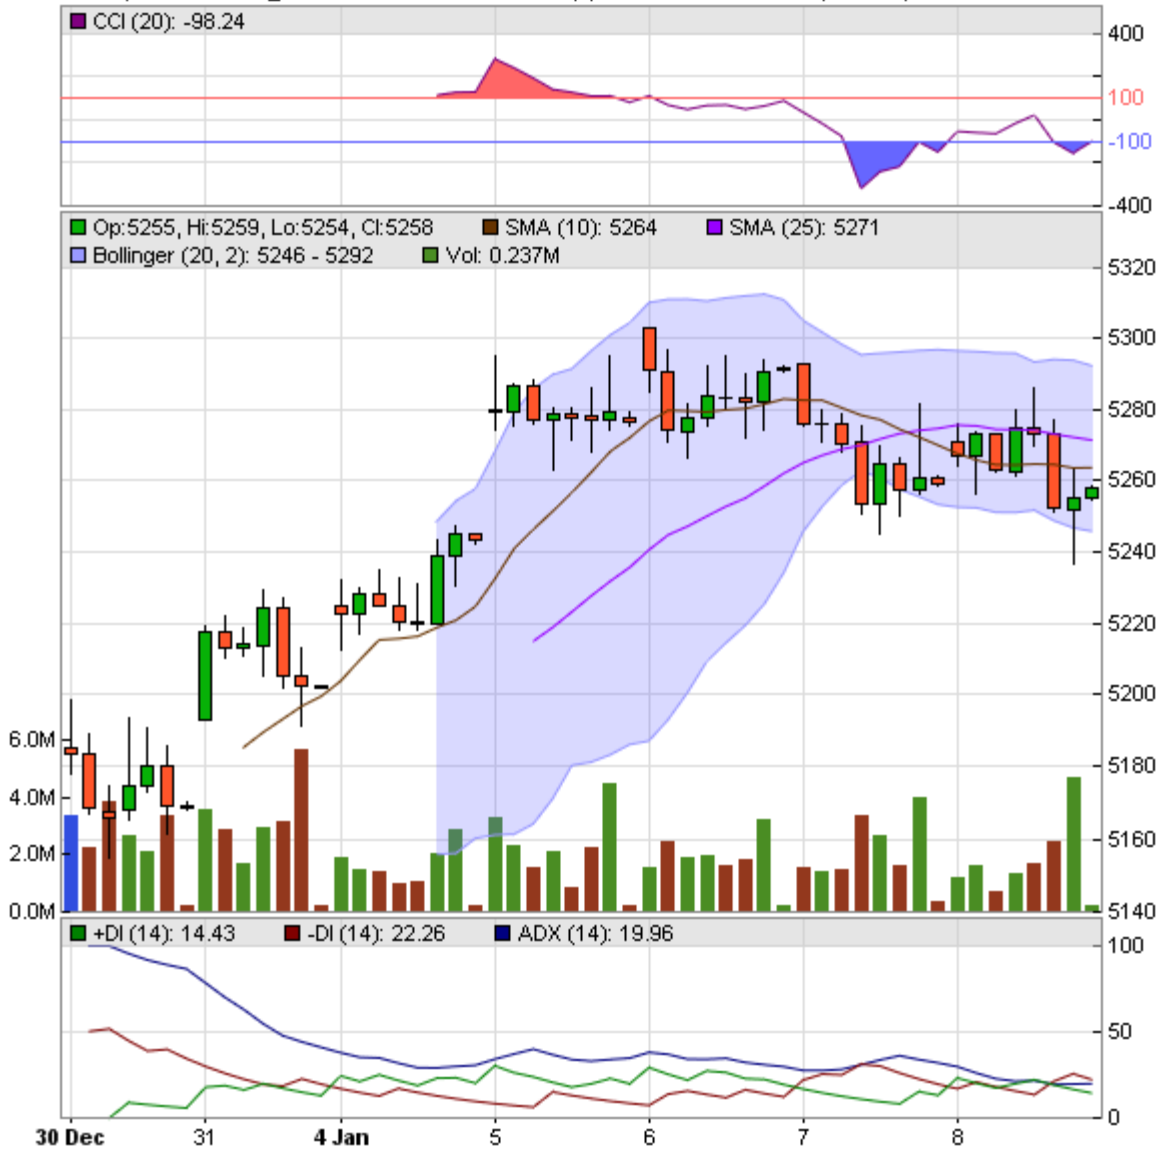 CCI (20): -98.24
400
100
-100
-400
Op:5255, Hi:5259, Lo:5254, Cl:5258 SMA (10): 5264 SMA (25): 5271
Bollinger (20, 2): 5246 - 5292 Vol: 0.237M
5320
5300
5280
5260
5240
5220
5200
6.0M
5180
4.0M
5160
2.0M
0.0M 5140
+DI (14): 14.43 -DI (14): 22.26 ADX (14): 19.96
100
50
0
30 Dec 31 4 Jan 5 6 7 8